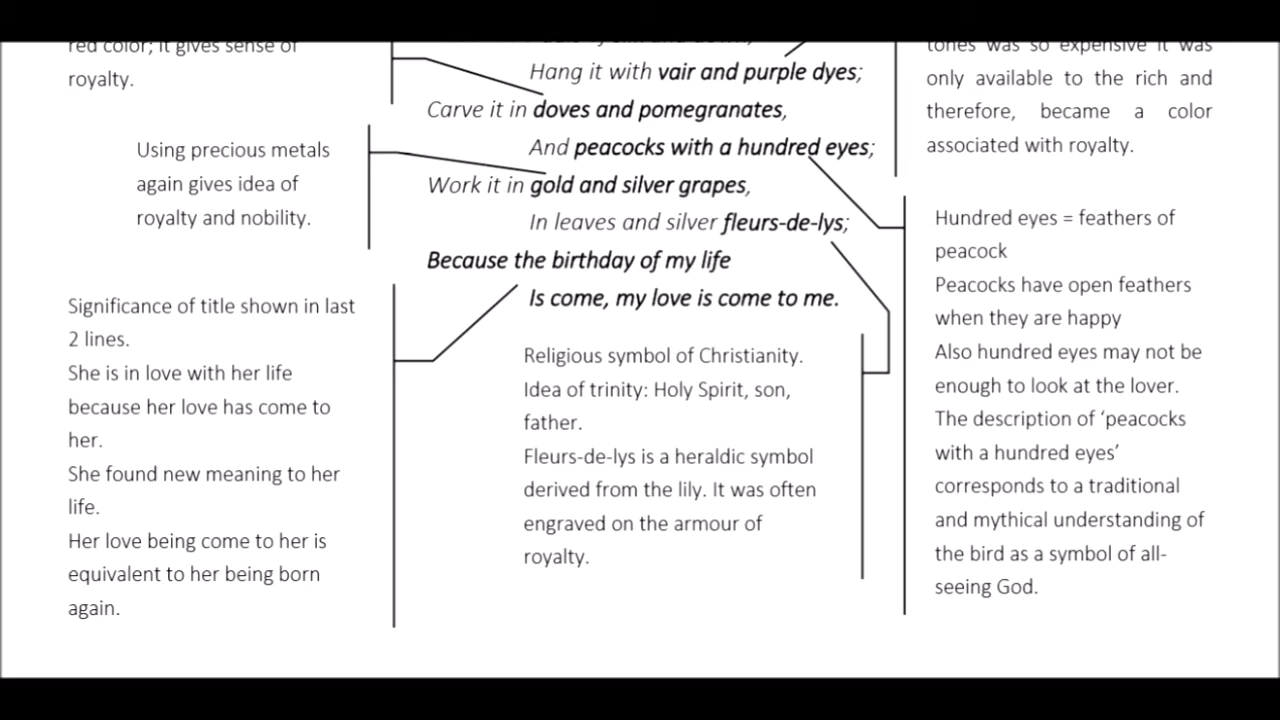 red color; it gives sense of
royalty.
Hang it with vair and purple dyes;
Carve it in doves and pomegranates,
And peacocks with a hundred eyes;
Work it in gold and silver grapes,
In leaves and silver fleurs-de-lys;
Because the birthday of my life
Is come, my love is come to me.
tones was so expensive it was
only available to the rich and
therefore, became a color
associated with royalty.
Using precious metals
again gives idea of
royalty and nobility.
Significance of title shown in last
2 lines.
She is in love with her life
because her love has come to
her.
She found new meaning to her
life.
Her love being come to her is
equivalent to her being born
again.
Religious symbol of Christianity.
Idea of trinity: Holy Spirit, son,
father.
Fleurs-de-lys is a heraldic symbol
derived from the lily. It was often
engraved on the armour of
royalty.
Hundred eyes = feathers of
peacock
Peacocks have open feathers
when they are happy
Also hundred eyes may not be
enough to look at the lover.
The description of ‘peacocks
with a hundred eyes’
corresponds to a traditional
and mythical understanding of
the bird as a symbol of all-
seeing God.